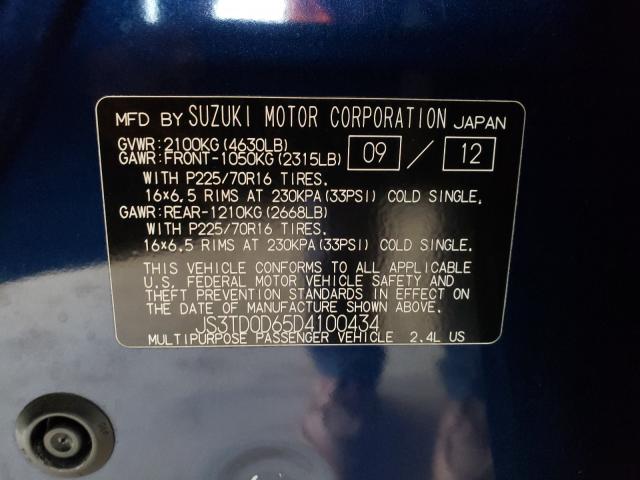 MFD BY SUZUKI MOTOR CORPORATION JAPAN
GVWR:2100KG(4630LB)
GAWR:FRONT-1050KG(2315LB) 09 / 12
WITH P225/70R16 TIRES.
16×6.5 RIMS AT 230KPA(33PSI) COLD SINGLE.
GAWR:REAR-1210KG(2668LB)
WITH P225/70R16 TIRES.
16×6.5 RIMS AT 230KPA(33PSI) COLD SINGLE.
THIS VEHICLE CONFORMS TO ALL APPLICABLE
U.S. FEDERAL MOTOR VEHICLE SAFETY AND
THEFT PREVENTION STANDARDS IN EFFECT ON
THE DATE OF MANUFACTURE SHOWN ABOVE.
JS3TD0D65D4100434
MULTIPURPOSE PASSENGER VEHICLE 2.4L US